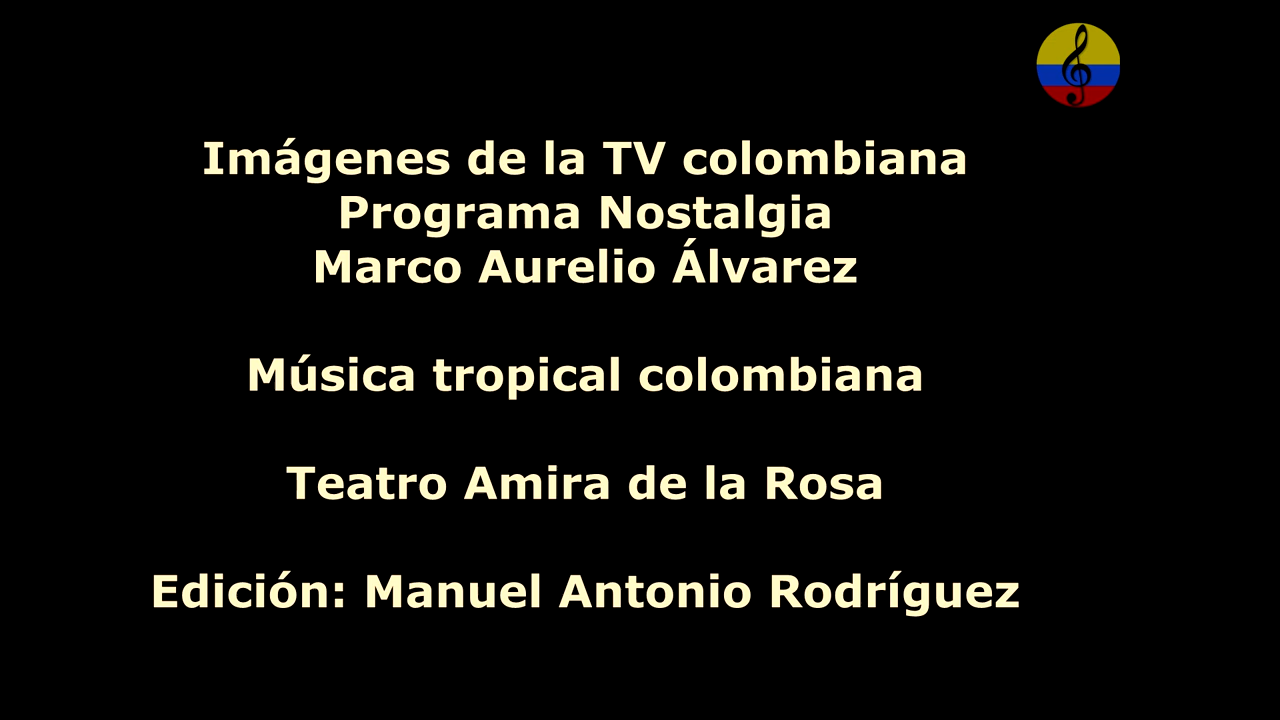 Imágenes de la TV colombiana
Programa Nostalgia
Marco Aurelio Álvarez
Música tropical colombiana
Teatro Amira de la Rosa
Edición: Manuel Antonio Rodríguez